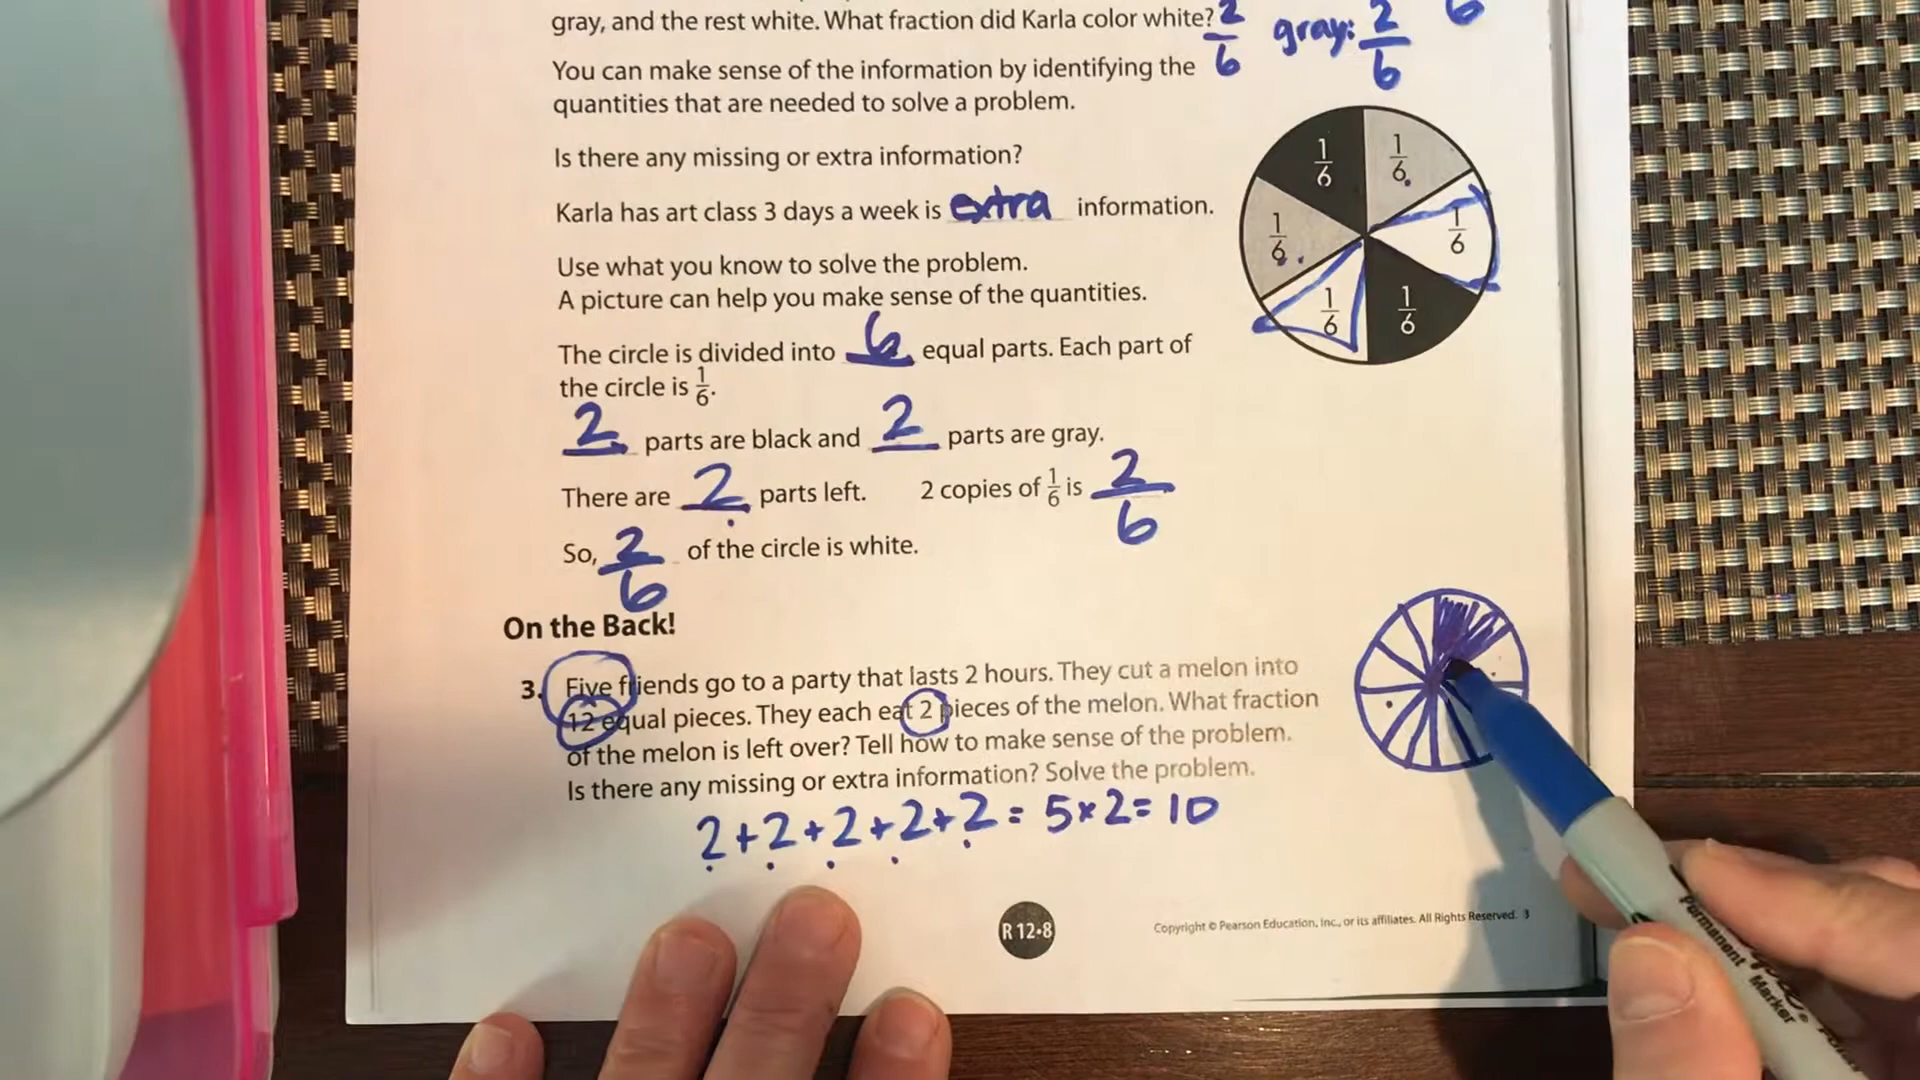 gray, and the rest white. What fraction did Karla color white? 2/6 gray: 2/6 6
You can make sense of the information by identifying the
quantities that are needed to solve a problem.
Is there any missing or extra information?
Karla has art class 3 days a week is extra information.
Use what you know to solve the problem.
A picture can help you make sense of the quantities.
1/6 1/6
1/6 1/6
1/6 1/6
The circle is divided into 6 equal parts. Each part of
the circle is 1/6.
2 parts are black and 2 parts are gray.
There are 2 parts left. 2 copies of 1/6 is 2/6
So, 2/6 of the circle is white.
On the Back!
3. Five friends go to a party that lasts 2 hours. They cut a melon into
12 equal pieces. They each eat 2 pieces of the melon. What fraction
of the melon is left over? Tell how to make sense of the problem.
Is there any missing or extra information? Solve the problem.
2+2+2+2+2= 5×2=10
R 12•8
Copyright © Pearson Education, Inc., or its affiliates. All Rights Reserved. 3
Permanent Marker